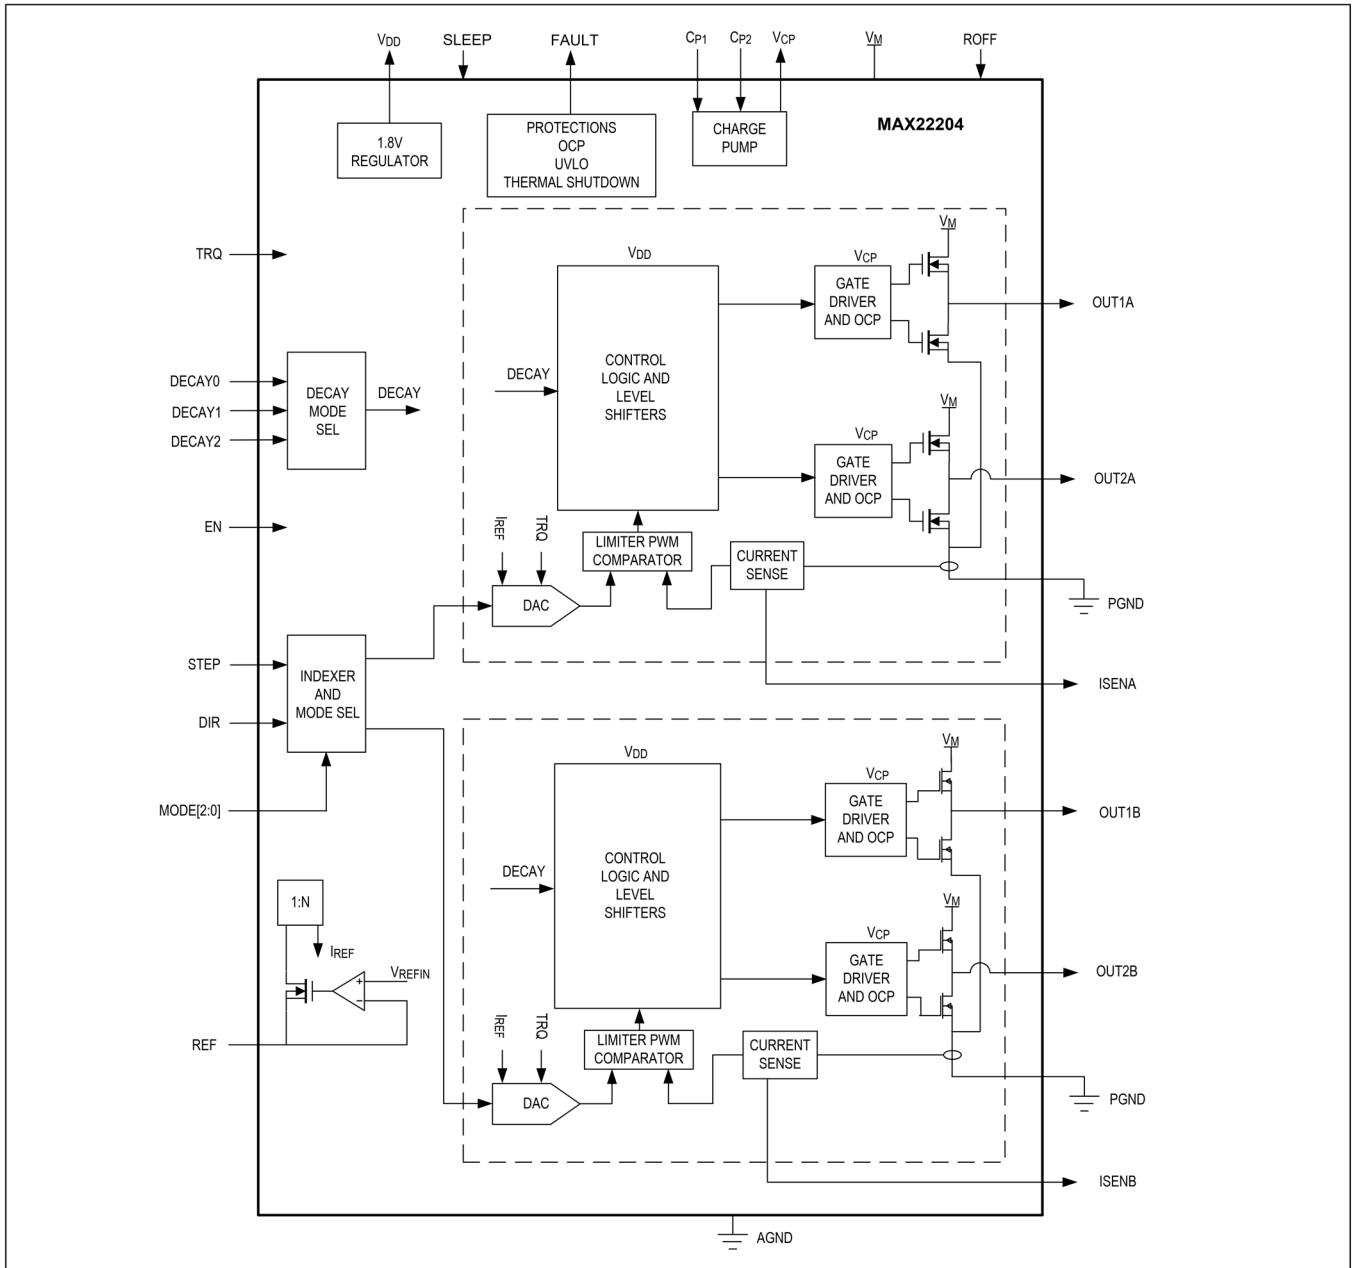 VDD
SLEEP
FAULT
CP1
CP2
VCP
VM
ROFF
MAX22204
1.8V
REGULATOR
PROTECTIONS
OCP
UVLO
THERMAL SHUTDOWN
CHARGE
PUMP
TRQ
DECAY0
DECAY1
DECAY2
DECAY
MODE
SEL
DECAY
EN
STEP
DIR
MODE[2:0]
INDEXER
AND
MODE SEL
1:N
IREF
VREFIN
+
−
REF
VDD
DECAY
CONTROL
LOGIC AND
LEVEL
SHIFTERS
VCP
GATE
DRIVER
AND OCP
VM
OUT1A
VCP
GATE
DRIVER
AND OCP
VM
OUT2A
IREF
TRQ
DAC
LIMITER PWM
COMPARATOR
CURRENT
SENSE
PGND
ISENA
VDD
DECAY
CONTROL
LOGIC AND
LEVEL
SHIFTERS
VCP
GATE
DRIVER
AND OCP
VM
OUT1B
VCP
GATE
DRIVER
AND OCP
VM
OUT2B
IREF
TRQ
DAC
LIMITER PWM
COMPARATOR
CURRENT
SENSE
PGND
ISENB
AGND